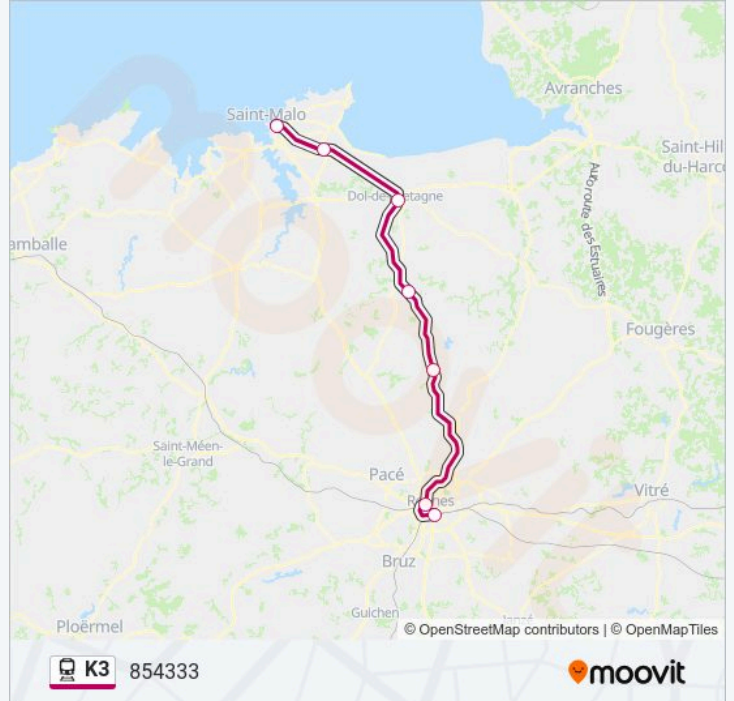 Avranches
Saint-Malo
Saint-Hil
du-Harco
Autoroute des Estuaires
Dol-de-Bretagne
amballe
Fougères
Saint-Méen-
le-Grand
Pacé
Rennes
Vitré
Bruz
Guichen
Ploërmel
© OpenStreetMap contributors | © OpenMapTiles
K3 854333
moovit